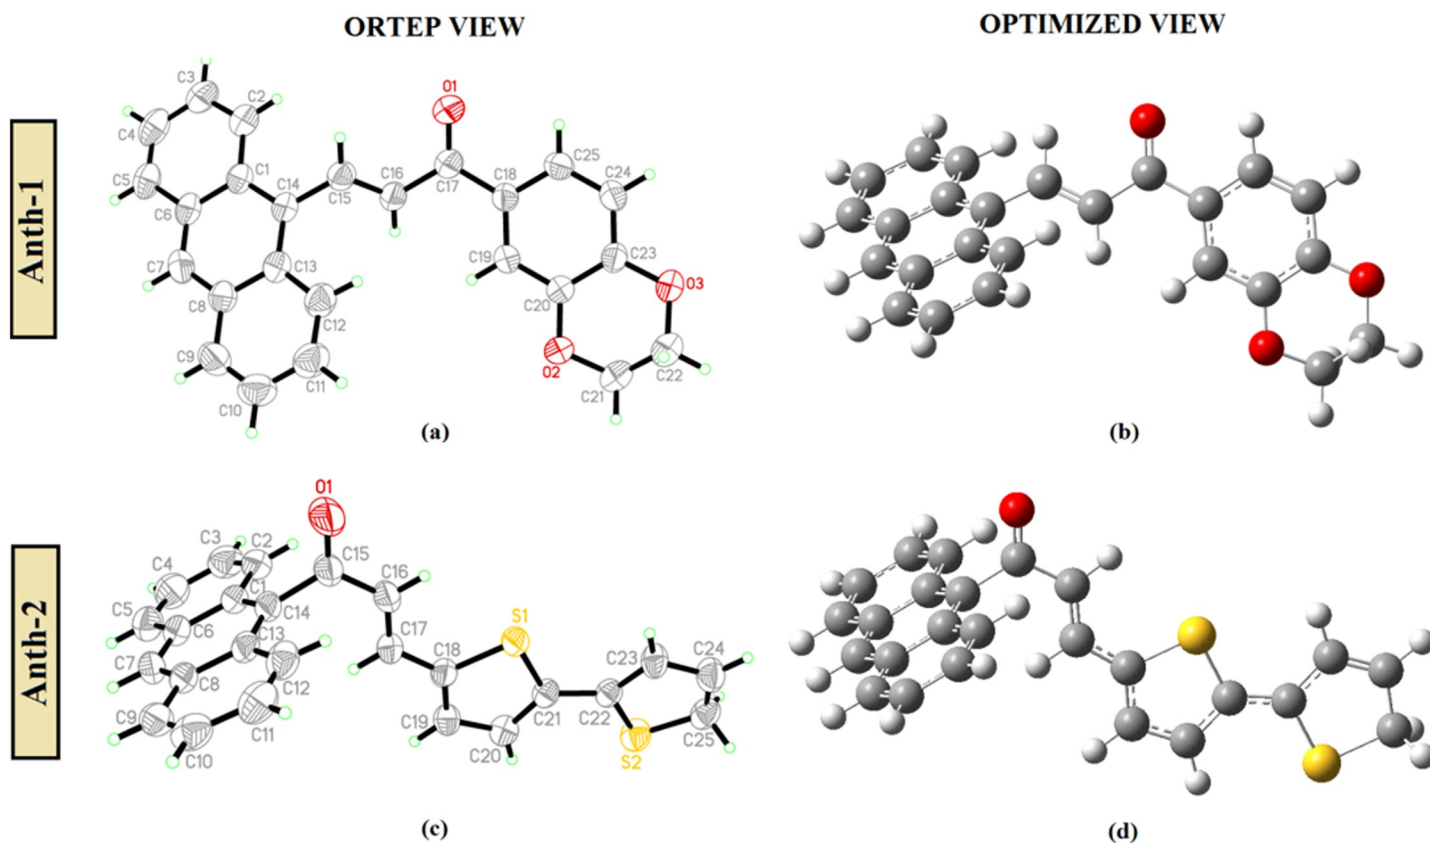 ORTEP VIEW
OPTIMIZED VIEW
Anth-1
C3
C2
C4
C5
C1
C6
C14
C7
C13
C8
C12
C9
C11
C10
C15
C16
O1
C17
C18
C25
C24
C19
C23
C20
O3
O2
C22
C21
(a)
(b)
Anth-2
O1
C3
C2
C4
C15
C16
C5
C1
C14
C6
C13
C17
C7
C8
C12
C18
S1
C9
C11
C10
C19
C20
C21
C22
C23
C24
S2
C25
(c)
(d)